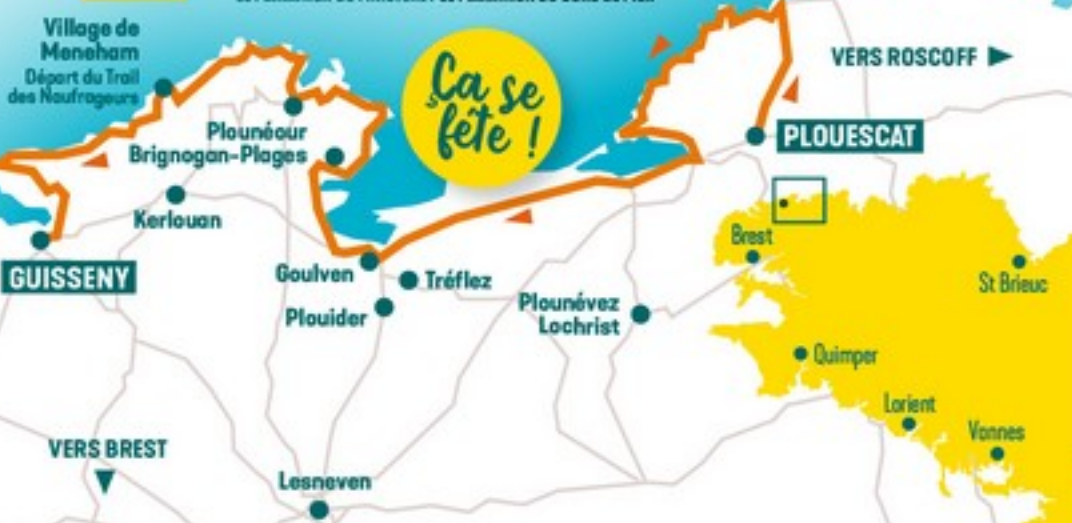 Village de
Meneham
Départ du Trail
des Naufrageurs
Ça se
fête !
VERS ROSCOFF
Plounéour
Brignogan-Plages
PLOUESCAT
Kerlouan
GUISSENY
Goulven
Tréflez
Plouider
Plounévez
Lochrist
Brest
St Brieuc
Quimper
Lorient
Vannes
VERS BREST
Lesneven